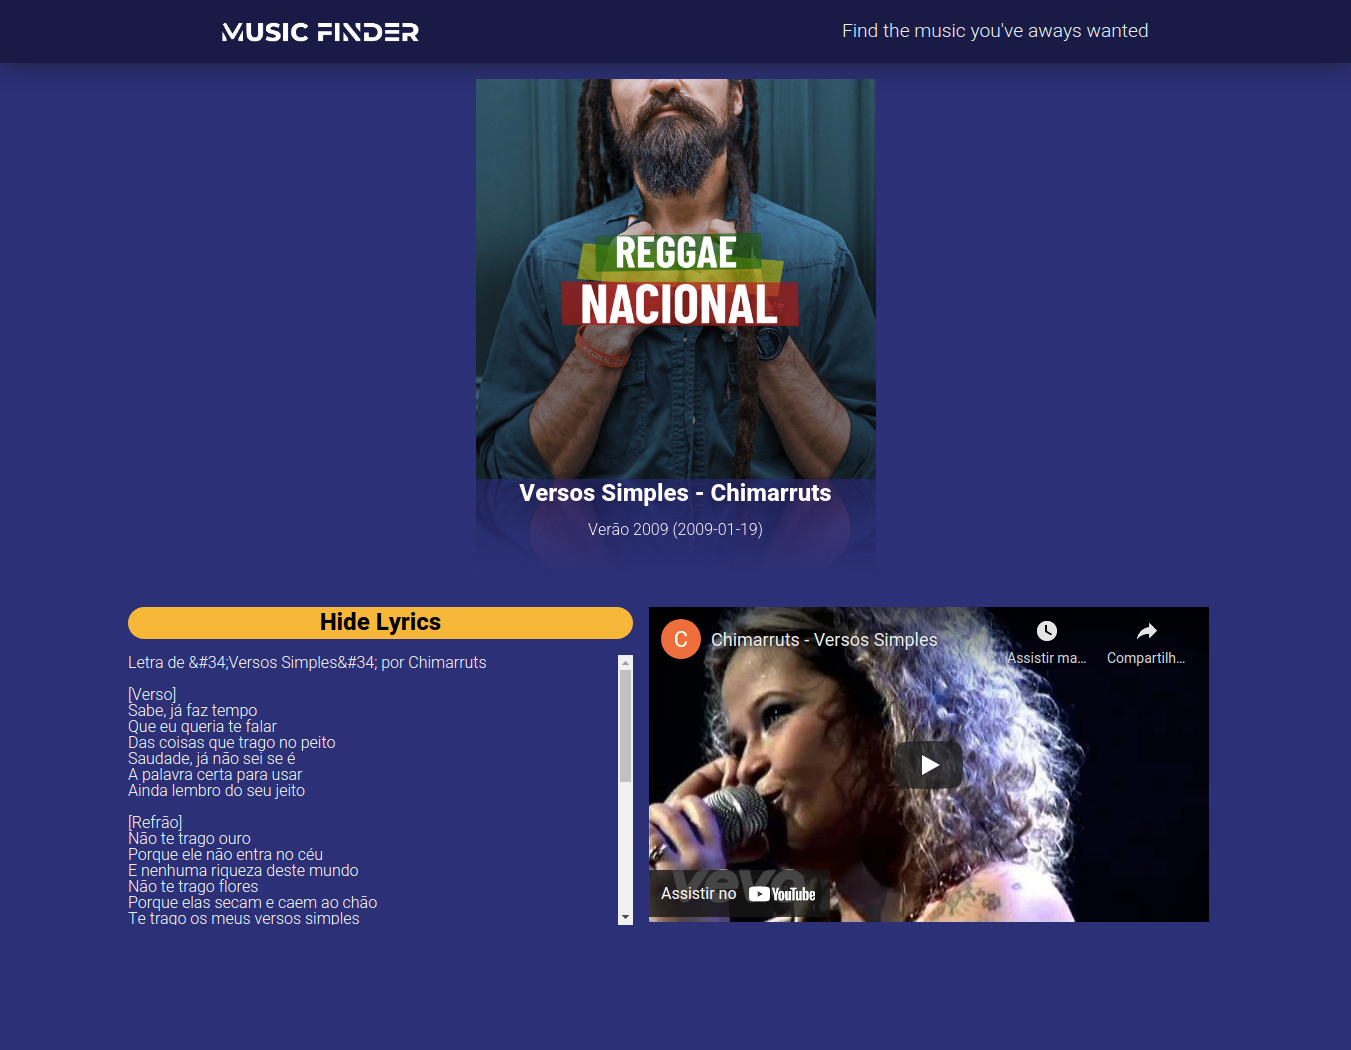 MUSIC FINDER
Find the music you've aways wanted
REGGAE
NACIONAL
Versos Simples - Chimarruts
Verão 2009 (2009-01-19)
Hide Lyrics
Letra de &#34;Versos Simples&#34; por Chimarruts
[Verso]
Sabe, já faz tempo
Que eu queria te falar
Das coisas que trago no peito
Saudade, já não sei se é
A palavra certa para usar
Ainda lembro do seu jeito
[Refrão]
Não te trago ouro
Porque ele não entra no céu
E nenhuma riqueza deste mundo
Não te trago flores
Porque elas secam e caem ao chão
Te trago os meus versos simples
C
Chimarruts - Versos Simples
Assistir ma...
Compartilh...
vevo
Assistir no YouTube